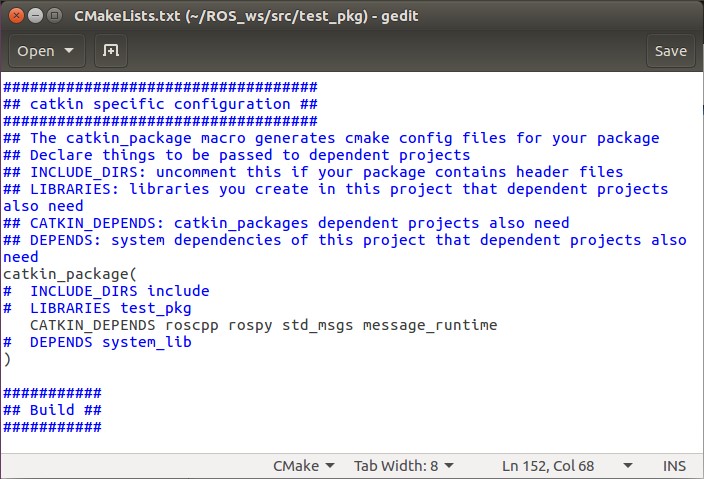 CMakeLists.txt (~/ROS_ws/src/test_pkg) - gedit
Open Save
###################################
## catkin specific configuration ##
###################################
## The catkin_package macro generates cmake config files for your package
## Declare things to be passed to dependent projects
## INCLUDE_DIRS: uncomment this if your package contains header files
## LIBRARIES: libraries you create in this project that dependent projects
also need
## CATKIN_DEPENDS: catkin_packages dependent projects also need
## DEPENDS: system dependencies of this project that dependent projects also
need
catkin_package(
#  INCLUDE_DIRS include
#  LIBRARIES test_pkg
   CATKIN_DEPENDS roscpp rospy std_msgs message_runtime
#  DEPENDS system_lib
)
###########
## Build ##
###########
CMake Tab Width: 8 Ln 152, Col 68 INS